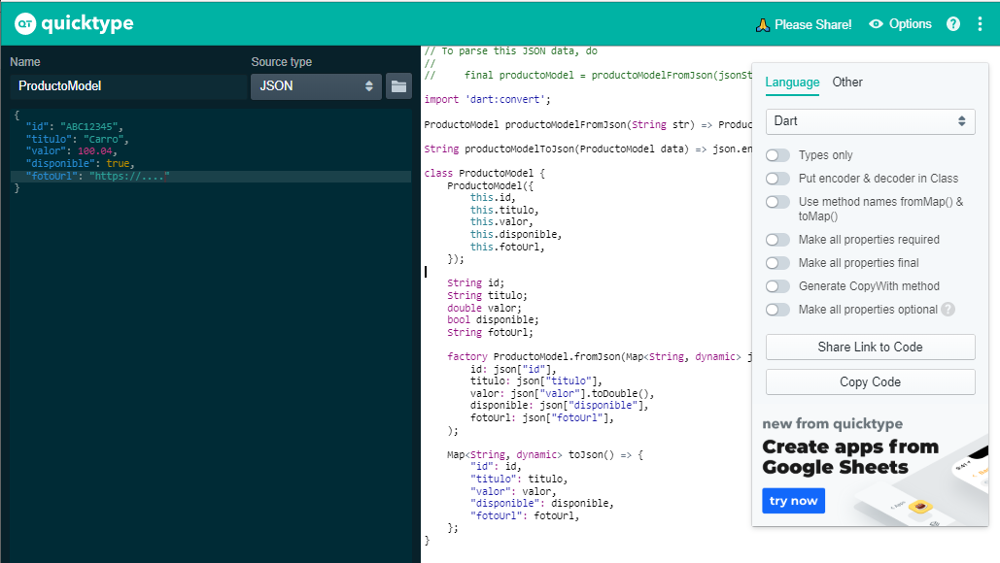 QT quicktype
🙏 Please Share!
Options
?
Name
Source type
ProductoModel
JSON
{
"id": "ABC12345",
"titulo": "Carro",
"valor": 100.04,
"disponible": true,
"fotoUrl": "https://...."
}
// To parse this JSON data, do
//
// final productoModel = productoModelFromJson(jsonSt
import 'dart:convert';
ProductoModel productoModelFromJson(String str) => Produc
String productoModelToJson(ProductoModel data) => json.en
class ProductoModel {
ProductoModel({
this.id,
this.titulo,
this.valor,
this.disponible,
this.fotoUrl,
});
String id;
String titulo;
double valor;
bool disponible;
String fotoUrl;
factory ProductoModel.fromJson(Map<String, dynamic> j
id: json["id"],
titulo: json["titulo"],
valor: json["valor"].toDouble(),
disponible: json["disponible"],
fotoUrl: json["fotoUrl"],
);
Map<String, dynamic> toJson() => {
"id": id,
"titulo": titulo,
"valor": valor,
"disponible": disponible,
"fotoUrl": fotoUrl,
};
}
Language
Other
Dart
Types only
Put encoder & decoder in Class
Use method names fromMap() &
toMap()
Make all properties required
Make all properties final
Generate CopyWith method
Make all properties optional ?
Share Link to Code
Copy Code
new from quicktype
Create apps from
Google Sheets
try now
9:41